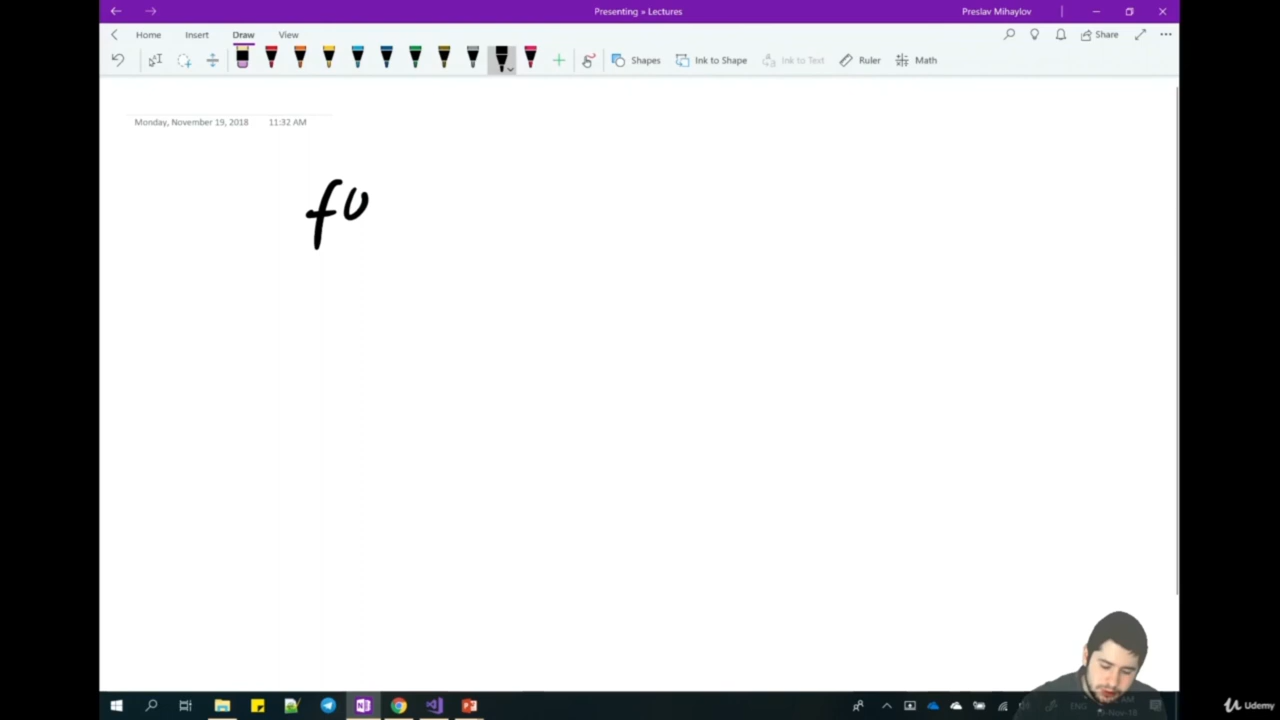 Presenting » Lectures
Preslav Mihaylov
Home Insert Draw View
Share
Shapes Ink to Shape Ink to Text Ruler Math
Monday, November 19, 2018 11:32 AM
fo
ENG
Udemy